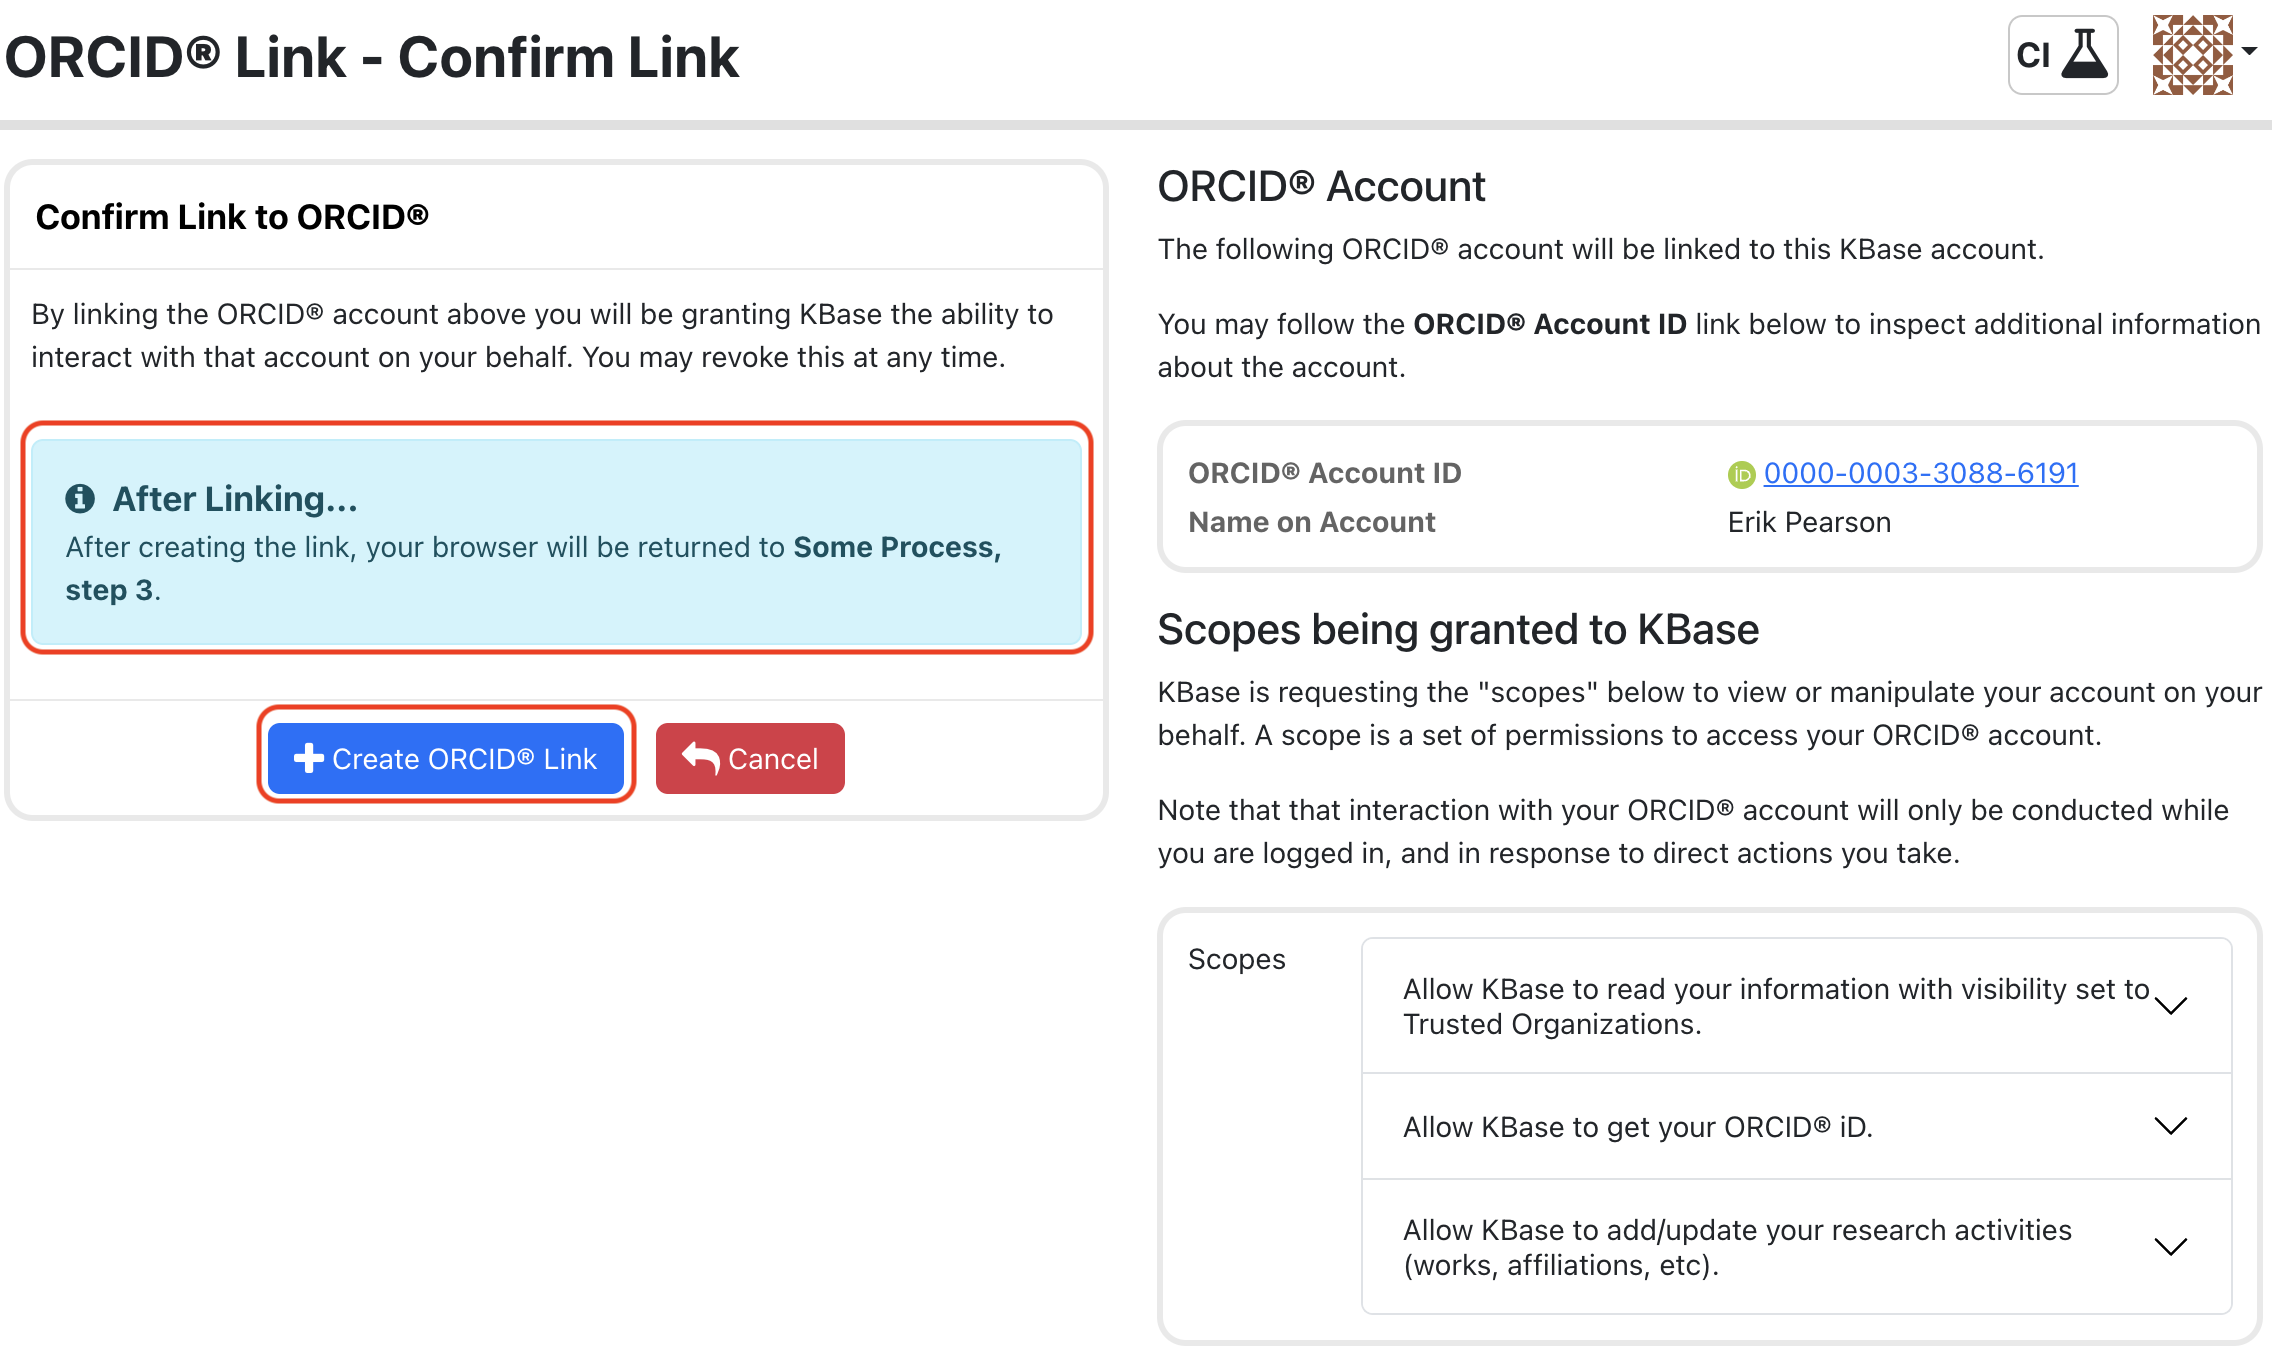 ORCID® Link - Confirm Link
CI
Confirm Link to ORCID®
By linking the ORCID® account above you will be granting KBase the ability to
interact with that account on your behalf. You may revoke this at any time.
After Linking...
After creating the link, your browser will be returned to Some Process,
step 3.
Create ORCID® Link
Cancel
ORCID® Account
The following ORCID® account will be linked to this KBase account.
You may follow the ORCID® Account ID link below to inspect additional information
about the account.
ORCID® Account ID iD 0000-0003-3088-6191
Name on Account Erik Pearson
Scopes being granted to KBase
KBase is requesting the "scopes" below to view or manipulate your account on your
behalf. A scope is a set of permissions to access your ORCID® account.
Note that that interaction with your ORCID® account will only be conducted while
you are logged in, and in response to direct actions you take.
Scopes
Allow KBase to read your information with visibility set to
Trusted Organizations.
Allow KBase to get your ORCID® iD.
Allow KBase to add/update your research activities
(works, affiliations, etc).